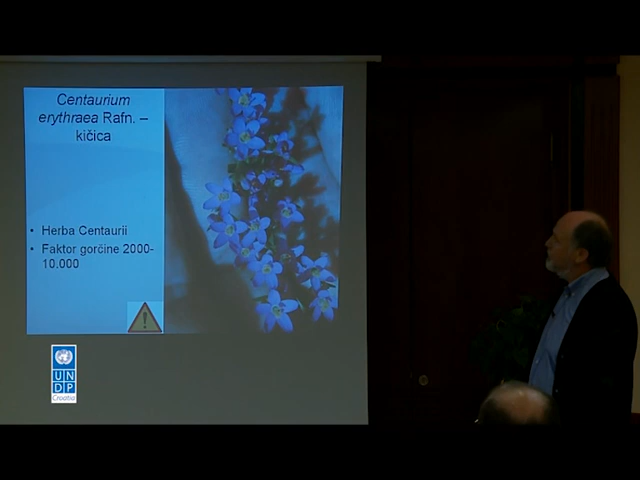 Centaurium
erythraea Rafn. –
kičica
• Herba Centaurii
• Faktor gorčine 2000-
10.000
UN
DP
Croatia